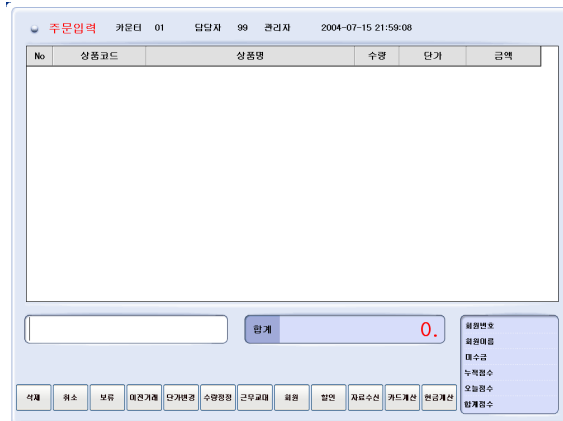 주문입력 카운터 01 담당자 99 관리자 2004-07-15 21:59:08
No 상품코드 상품명 수량 단가 금액
합계 0.
회원번호
회원이름
미수금
누적점수
오늘점수
합계점수
삭제 취소 보류 이전거래 단가변경 수량정정 근무교대 회원 할인 자료수신 카드계산 현금계산